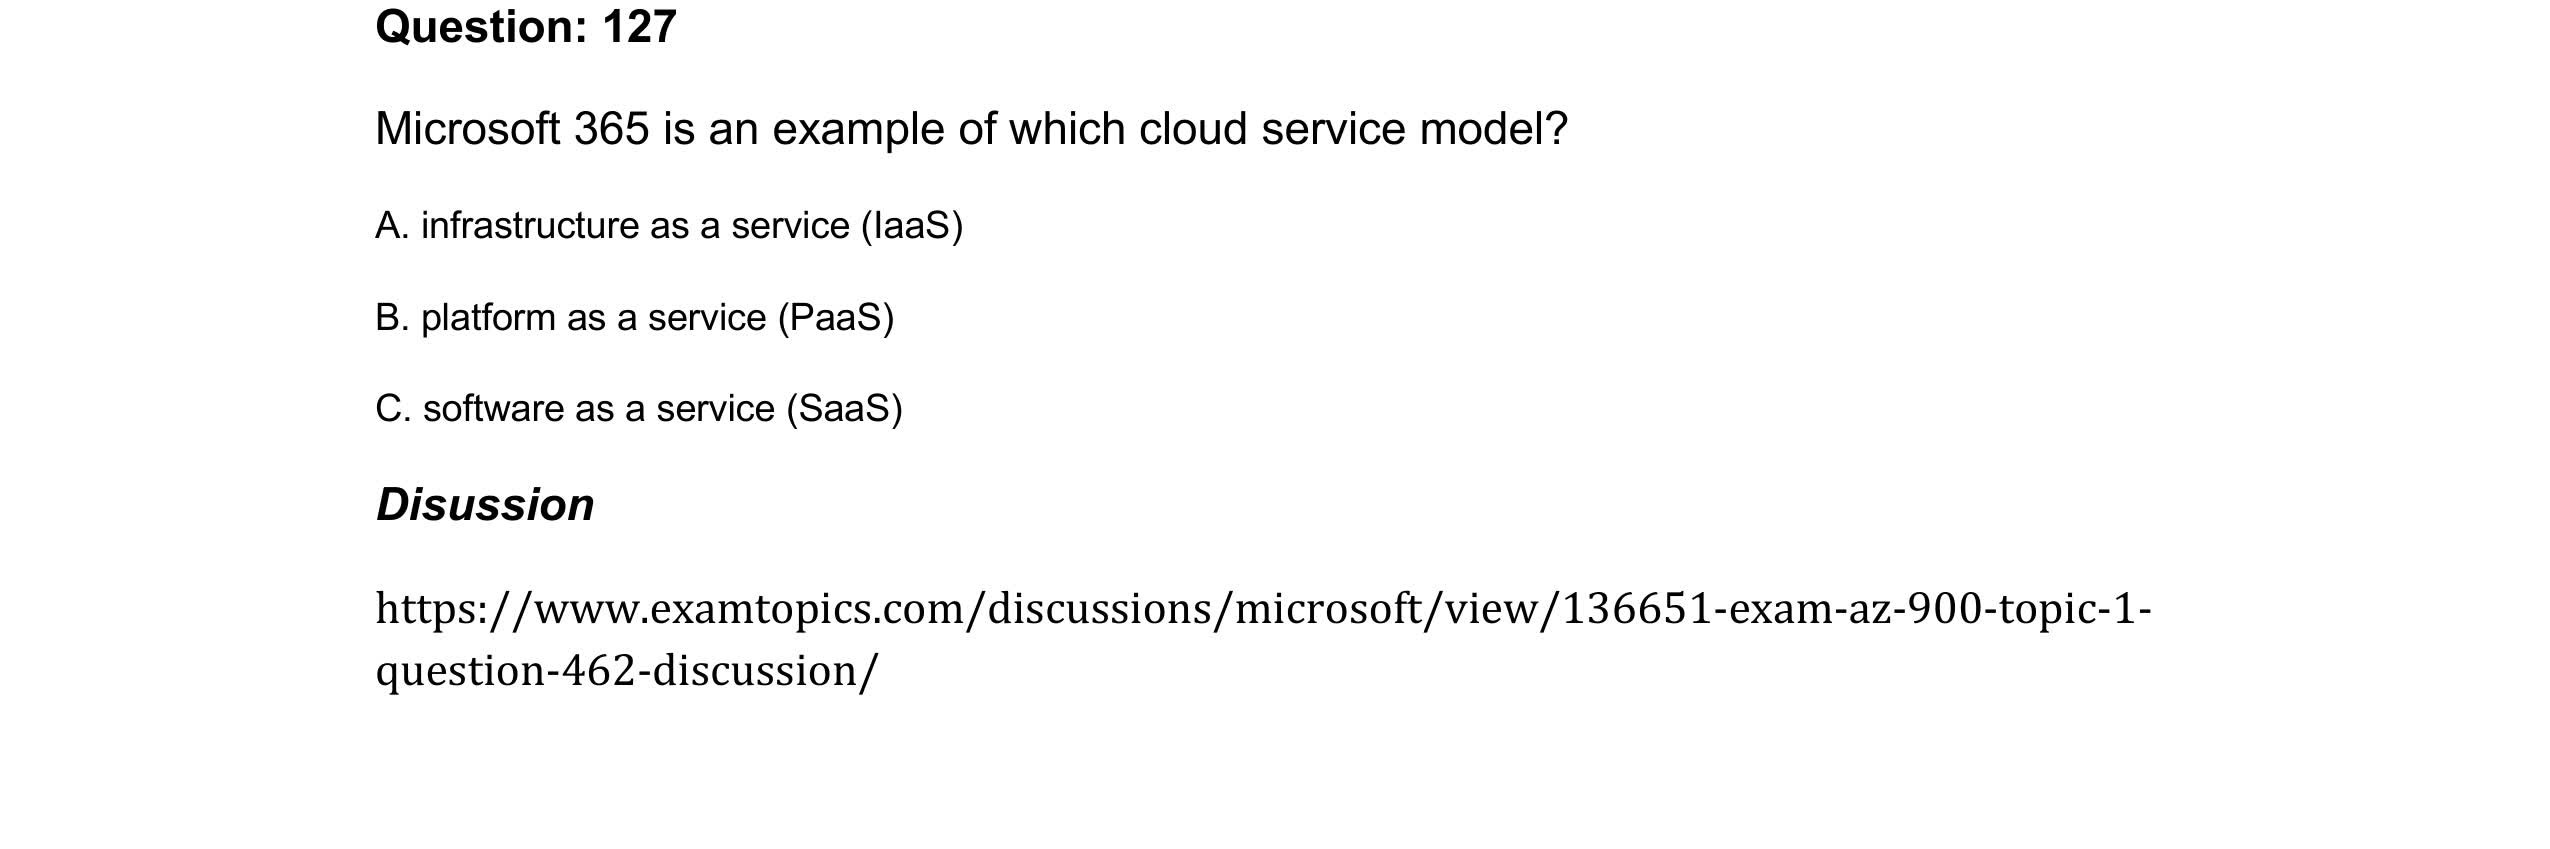 Question: 127
Microsoft 365 is an example of which cloud service model?
A. infrastructure as a service (IaaS)
B. platform as a service (PaaS)
C. software as a service (SaaS)
Disussion
https://www.examtopics.com/discussions/microsoft/view/136651-exam-az-900-topic-1-
question-462-discussion/